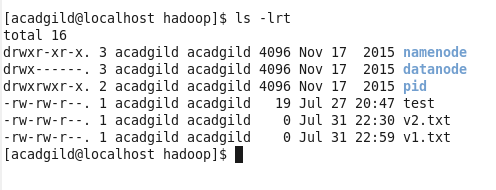 [acadgild@localhost hadoop]$ ls -lrt
total 16
drwxr-xr-x. 3 acadgild acadgild 4096 Nov 17  2015 namenode
drwx------. 3 acadgild acadgild 4096 Nov 17  2015 datanode
drwxrwxr-x. 2 acadgild acadgild 4096 Nov 17  2015 pid
-rw-rw-r--. 1 acadgild acadgild   19 Jul 27 20:47 test
-rw-rw-r--. 1 acadgild acadgild    0 Jul 31 22:30 v2.txt
-rw-rw-r--. 1 acadgild acadgild    0 Jul 31 22:59 v1.txt
[acadgild@localhost hadoop]$